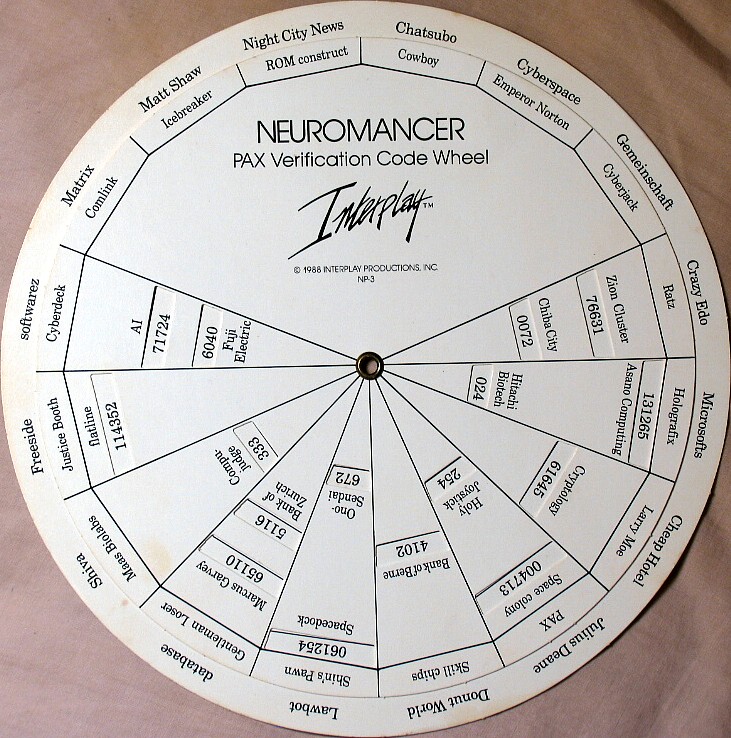 Night City News
Chatsubo
Cyberspace
Gemeinschaft
Crazy Edo
Microsofts
Cheap Hotel
Julius Deane
Donut World
Lawbot
database
Shiva
Freeside
softwarez
Matrix
Matt Shaw
ROM construct
Cowboy
Emperor Norton
Cyberjack
Ratz
Holografix
Larry Moe
PAX
Skill chips
Shin's Pawn
Gentleman Loser
Maas Biolabs
Justice Booth
Cyberdeck
Comlink
Icebreaker
NEUROMANCER
PAX Verification Code Wheel
Interplay™
© 1988 INTERPLAY PRODUCTIONS, INC.
NP-3
Zion Cluster
76631
Chiba City
0072
Hitachi
Biotech
024
Asano Computing
131265
Cryptology
61645
Holy
Joystick
254
Space colony
004713
Bank of Berne
4102
Ono-
Sendai
672
Spacedock
061254
Bank of
Zurich
5116
Marcus Garvey
65110
Compu-
Judge
333
flatline
114352
AI
71724
Fuji
Electric
6040